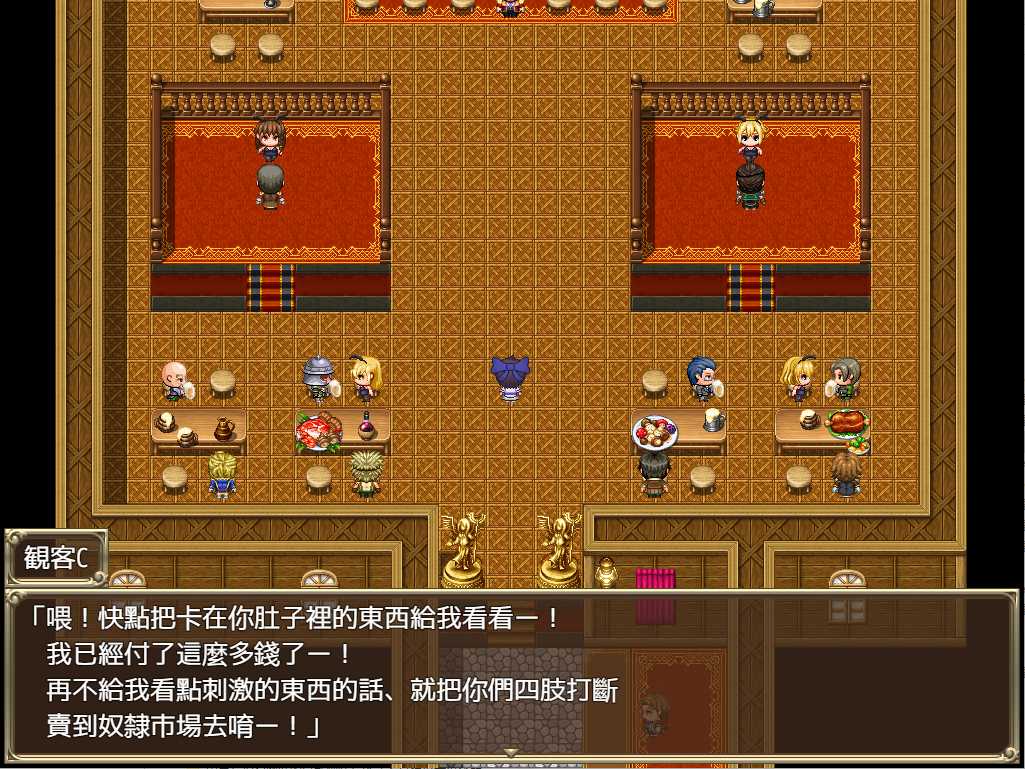 観客C
「喂！快點把卡在你肚子裡的東西給我看看ー！
我已經付了這麼多錢了ー！
再不給我看點刺激的東西的話、就把你們四肢打斷
賣到奴隸市場去唷ー！」